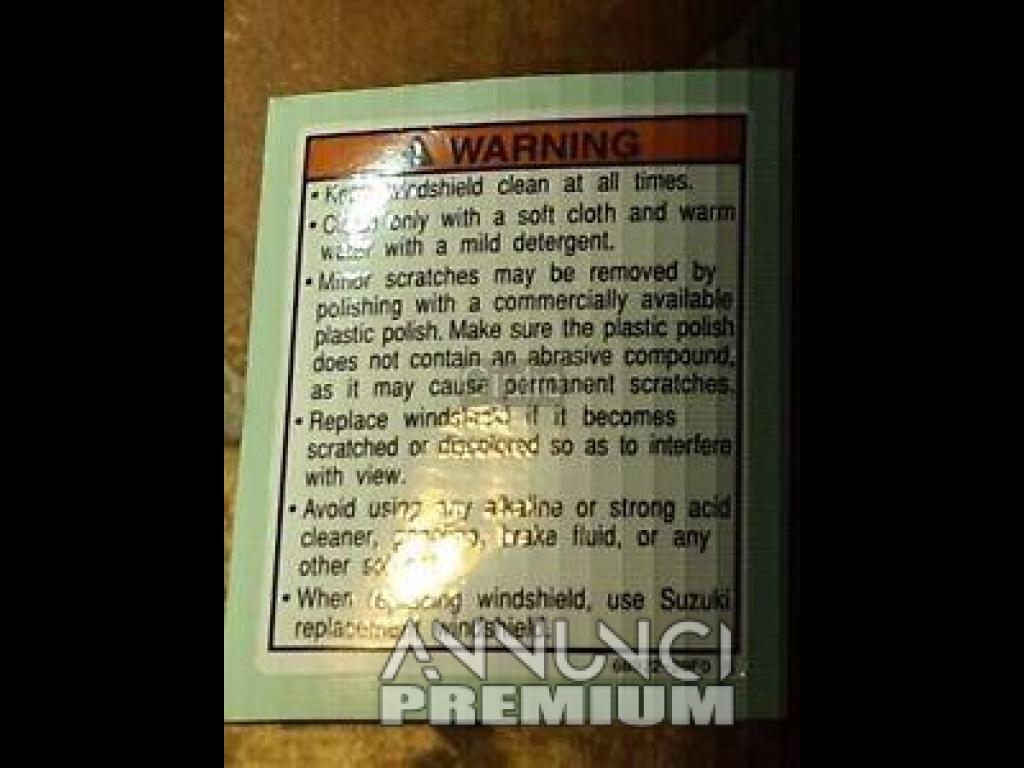 WARNING
• Keep windshield clean at all times.
• Clean only with a soft cloth and warm
water with a mild detergent.
• Minor scratches may be removed by
polishing with a commercially available
plastic polish. Make sure the plastic polish
does not contain an abrasive compound,
as it may cause permanent scratches.
• Replace windshield if it becomes
scratched or discolored so as to interfere
with view.
• Avoid using any alkaline or strong acid
cleaner, gasoline, brake fluid, or any
other solvent.
• When replacing windshield, use Suzuki
replacement windshield.
ANNUNCI
PREMIUM